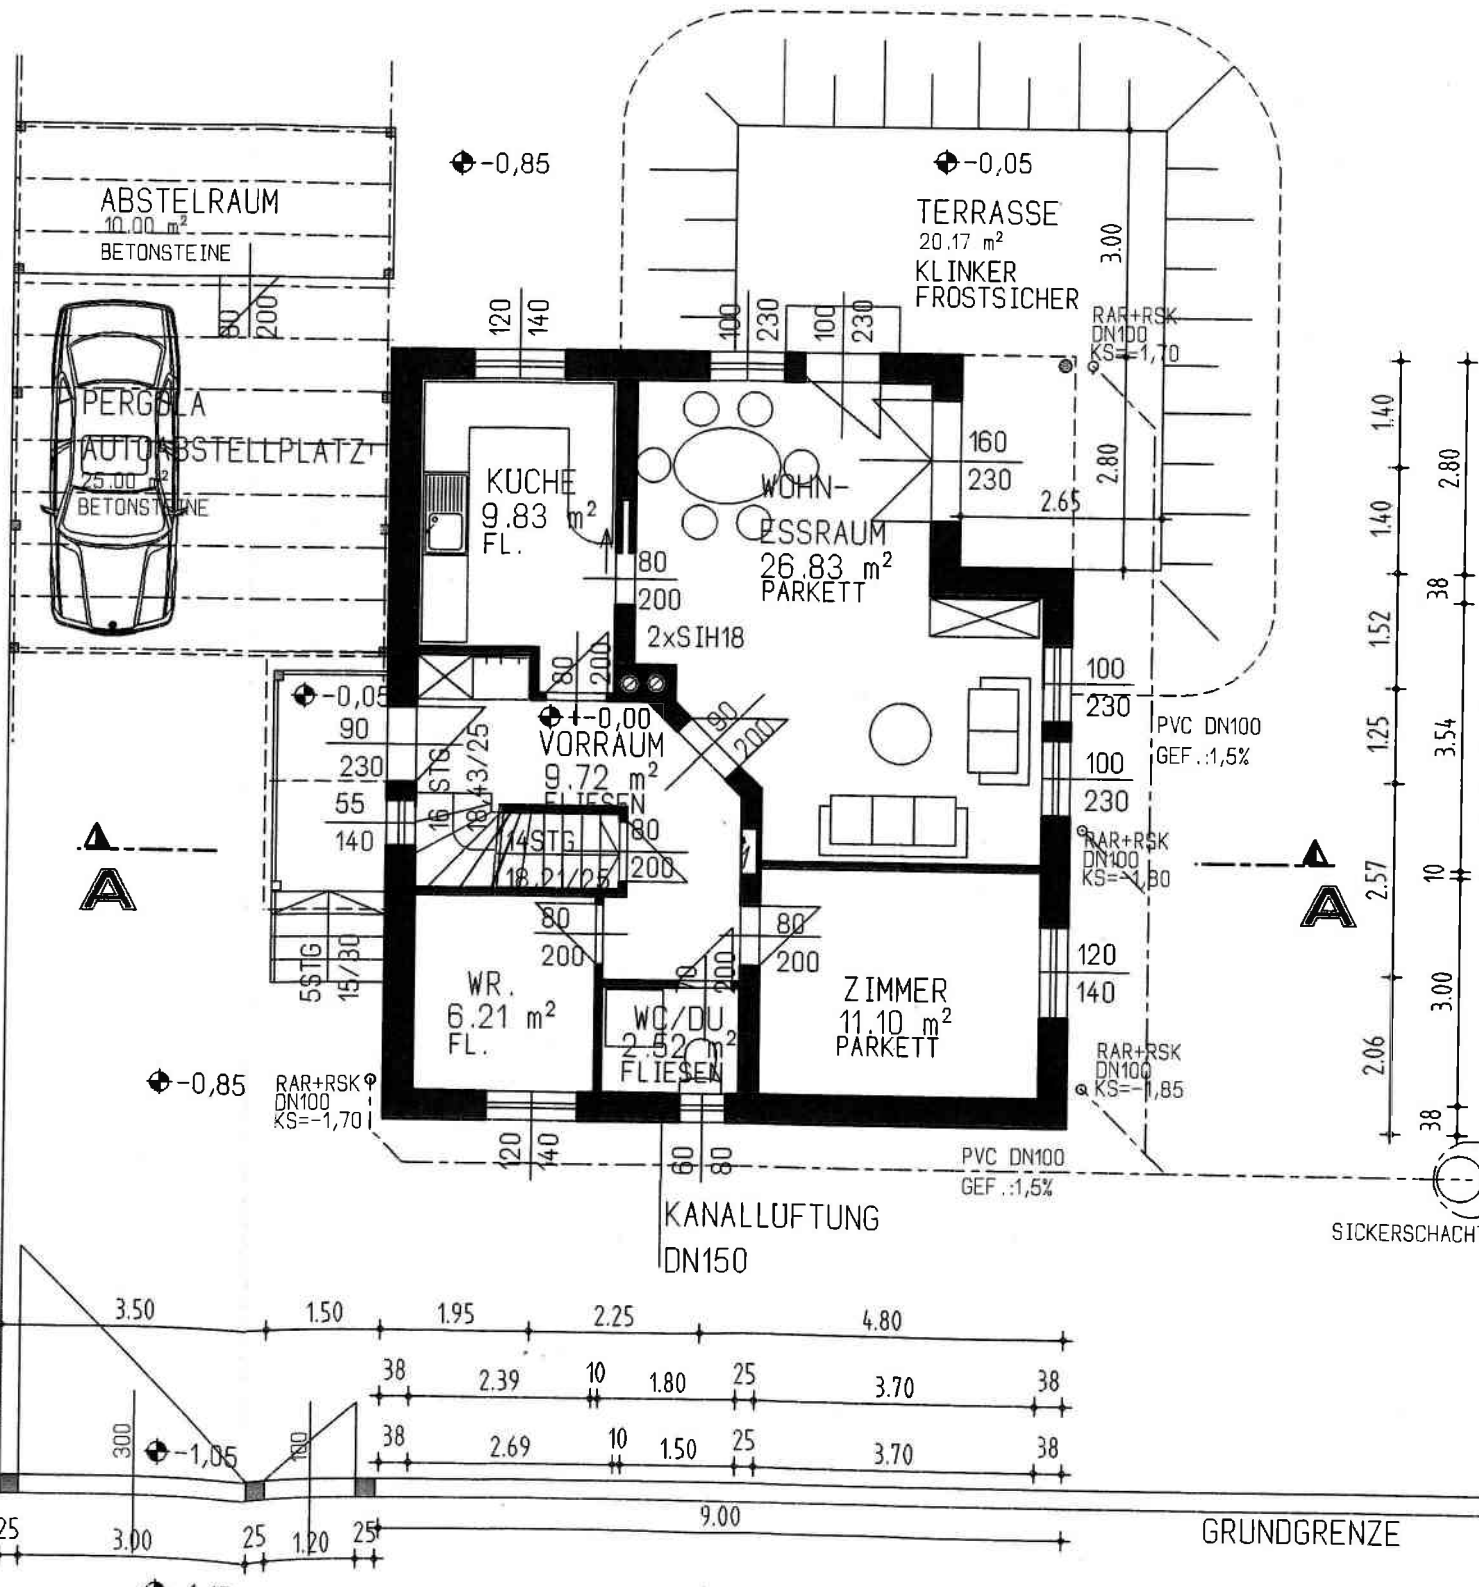 -0,85
-0,05
ABSTELRAUM
10.00 m²
BETONSTEINE
80
200
TERRASSE
20.17 m²
KLINKER
FROSTSICHER
3.00
120
140
100
230
100
230
RAR+RSK
DN100
KS=-1,70
PERGOLA
AUTOABSTELLPLATZ
25.00 m²
BETONSTEINE
KÜCHE
9.83 m²
FL.
WOHN-
ESSRAUM
26.83 m²
PARKETT
160
230
2.65
2.80
1.40
1.40
1.52
1.25
2.57
2.06
2.80
38
3.54
10
3.00
38
80
200
2xSIH18
80
200
-0,05
90
230
55
140
+-0,00
VORRAUM
9.72 m²
FLIESEN
90
200
16 STG
18,43/25
14STG
18.21/25
80
200
100
230
100
230
PVC DN100
GEF.:1,5%
RAR+RSK
DN100
KS=-1,80
A
A
5STG
15/30
80
200
80
200
70
200
WR.
6.21 m²
FL.
WC/DU
2.52 m²
FLIESEN
ZIMMER
11.10 m²
PARKETT
120
140
-0,85
RAR+RSK
DN100
KS=-1,70
RAR+RSK
DN100
KS=-1,85
120
140
60
80
PVC DN100
GEF.:1,5%
KANALLÜFTUNG
DN150
SICKERSCHACHT
3.50
1.50
1.95
2.25
4.80
38
2.39
10
1.80
25
3.70
38
38
2.69
10
1.50
25
3.70
38
300
-1,05
100
9.00
25
3.00
25
1.20
25
GRUNDGRENZE